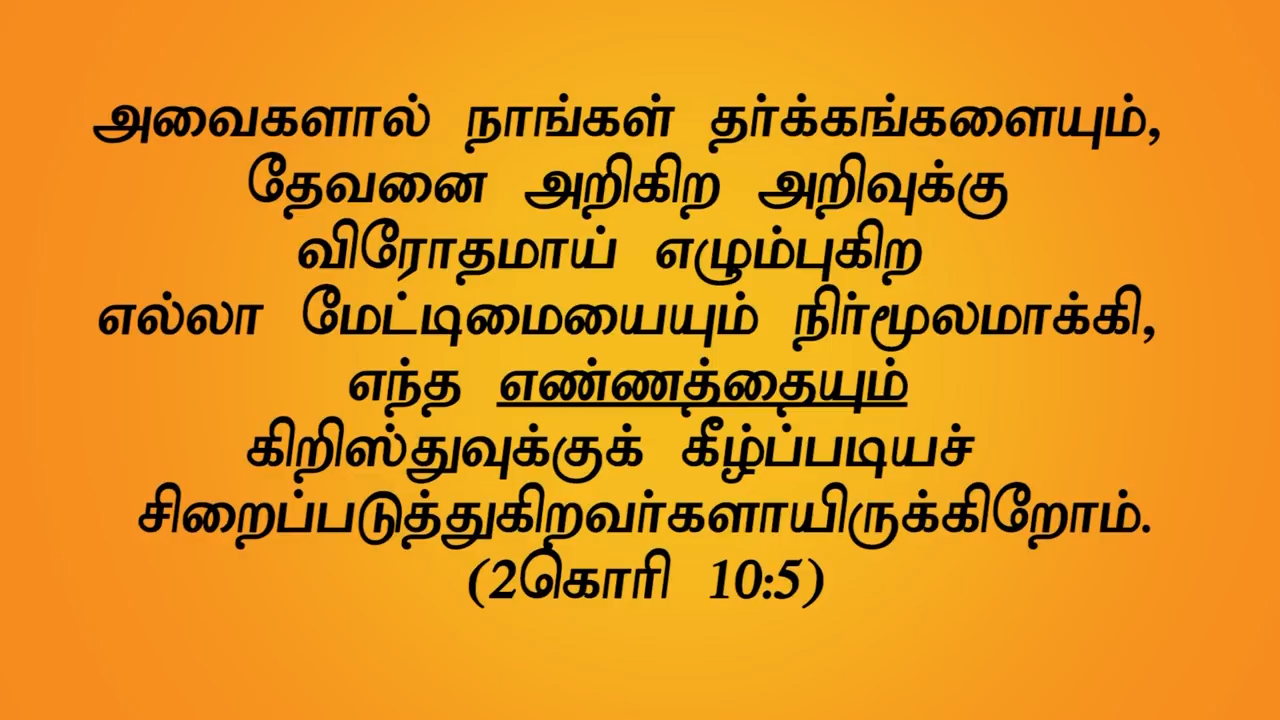 அவைகளால் நாங்கள் தர்க்கங்களையும்,
தேவனை அறிகிற அறிவுக்கு
விரோதமாய் எழும்புகிற
எல்லா மேட்டிமையையும் நிர்மூலமாக்கி,
எந்த எண்ணத்தையும்
கிறிஸ்துவுக்குக் கீழ்ப்படியச்
சிறைப்படுத்துகிறவர்களாயிருக்கிறோம்.
(2கொரி 10:5)